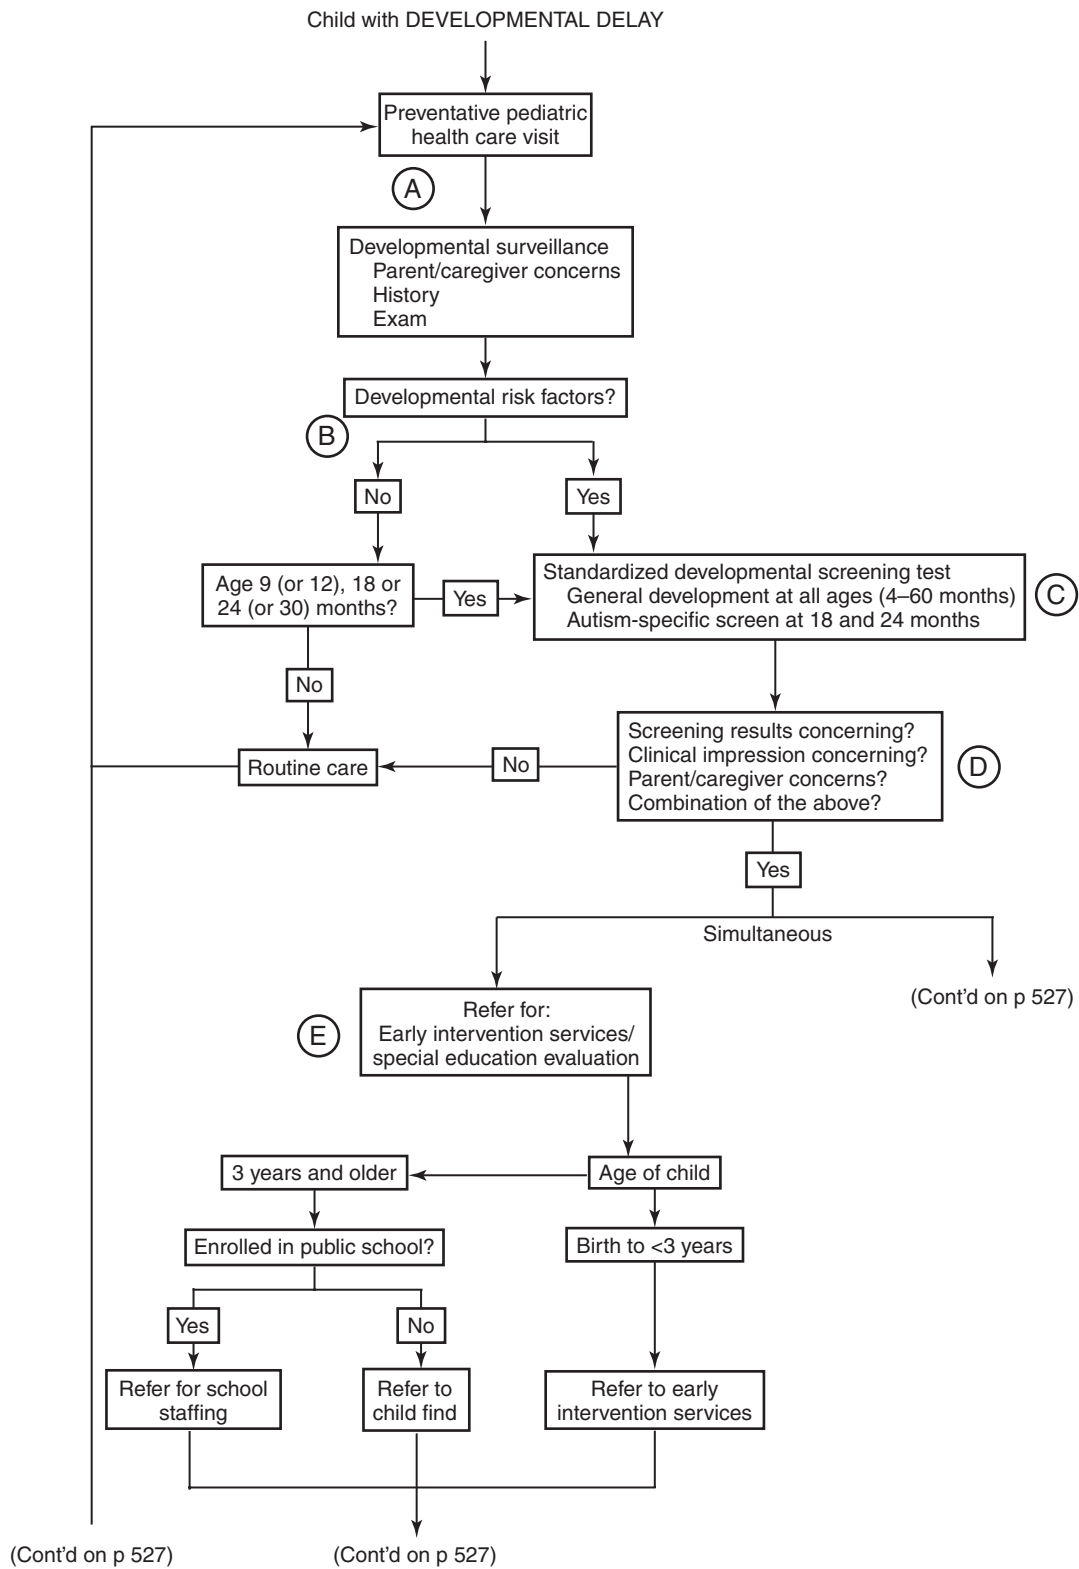 Child with DEVELOPMENTAL DELAY
Preventative pediatric
health care visit
A
Developmental surveillance
Parent/caregiver concerns
History
Exam
Developmental risk factors?
B
No
Yes
Age 9 (or 12), 18 or
24 (or 30) months?
Yes
Standardized developmental screening test
General development at all ages (4–60 months)
Autism-specific screen at 18 and 24 months
C
No
Screening results concerning?
Clinical impression concerning?
Parent/caregiver concerns?
Combination of the above?
D
No
Routine care
Yes
Simultaneous
(Cont'd on p 527)
Refer for:
Early intervention services/
special education evaluation
E
3 years and older
Age of child
Enrolled in public school?
Birth to <3 years
Yes
No
Refer for school
staffing
Refer to
child find
Refer to early
intervention services
(Cont'd on p 527)
(Cont'd on p 527)